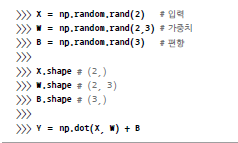 >>> X = np.random.rand(2) # 입력
>>> W = np.random.rand(2,3) # 가중치
>>> B = np.random.rand(3) # 편향
>>>
>>> X.shape # (2,)
>>> W.shape # (2, 3)
>>> B.shape # (3,)
>>>
>>> Y = np.dot(X, W) + B